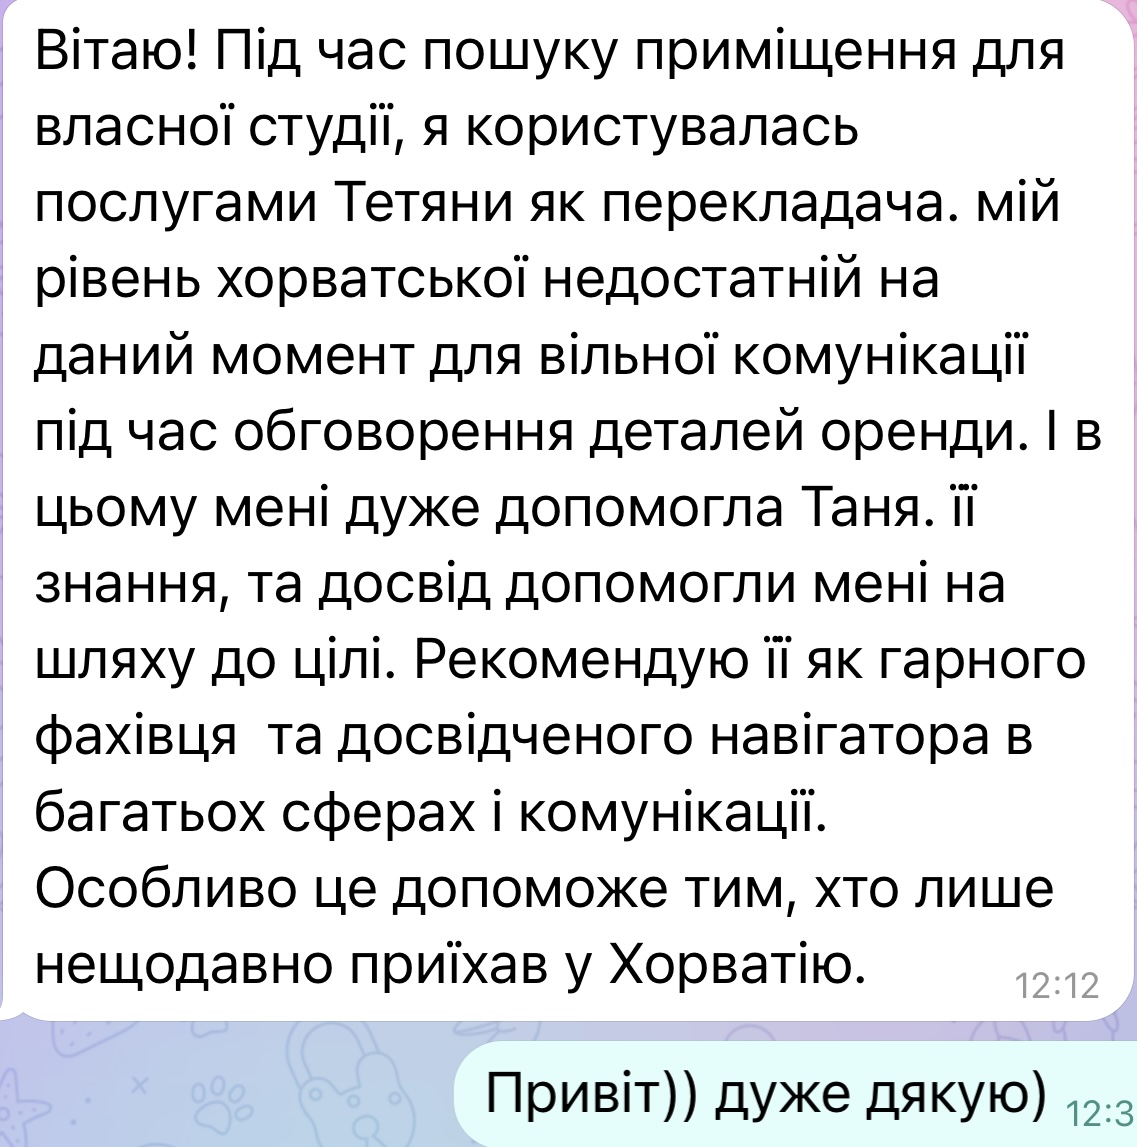 Вітаю! Під час пошуку приміщення для
власної студії, я користувалась
послугами Тетяни як перекладача. мій
рівень хорватської недостатній на
даний момент для вільної комунікації
під час обговорення деталей оренди. І в
цьому мені дуже допомогла Таня. її
знання, та досвід допомогли мені на
шляху до цілі. Рекомендую її як гарного
фахівця  та досвідченого навігатора в
багатьох сферах і комунікації.
Особливо це допоможе тим, хто лише
нещодавно приїхав у Хорватію.
12:12
Привіт)) дуже дякую)
12:3